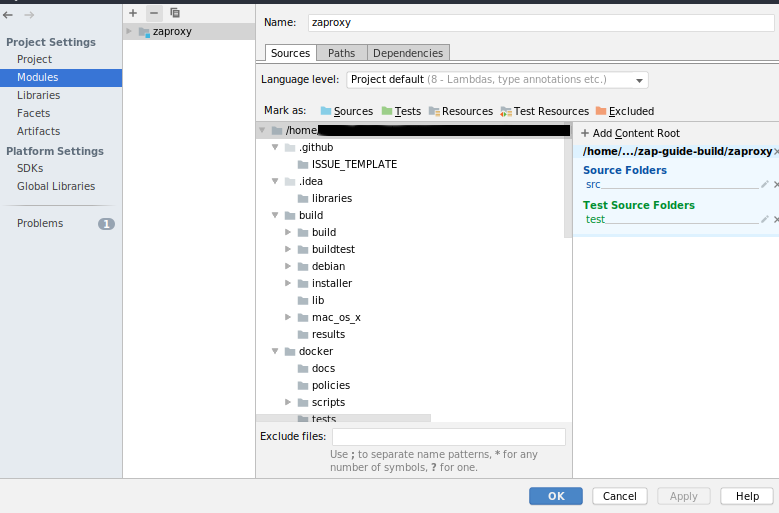 Project Settings
Project
Modules
Libraries
Facets
Artifacts
Platform Settings
SDKs
Global Libraries
Problems 1
zaproxy
Name: zaproxy
Sources Paths Dependencies
Language level: Project default (8 - Lambdas, type annotations etc.)
Mark as: Sources Tests Resources Test Resources Excluded
/home/
.github
ISSUE_TEMPLATE
.idea
libraries
build
build
buildtest
debian
installer
lib
mac_os_x
results
docker
docs
policies
scripts
tests
Exclude files:
Use ; to separate name patterns, * for any
number of symbols, ? for one.
+ Add Content Root
/home/.../zap-guide-build/zaproxy
Source Folders
src
Test Source Folders
test
OK Cancel Apply Help